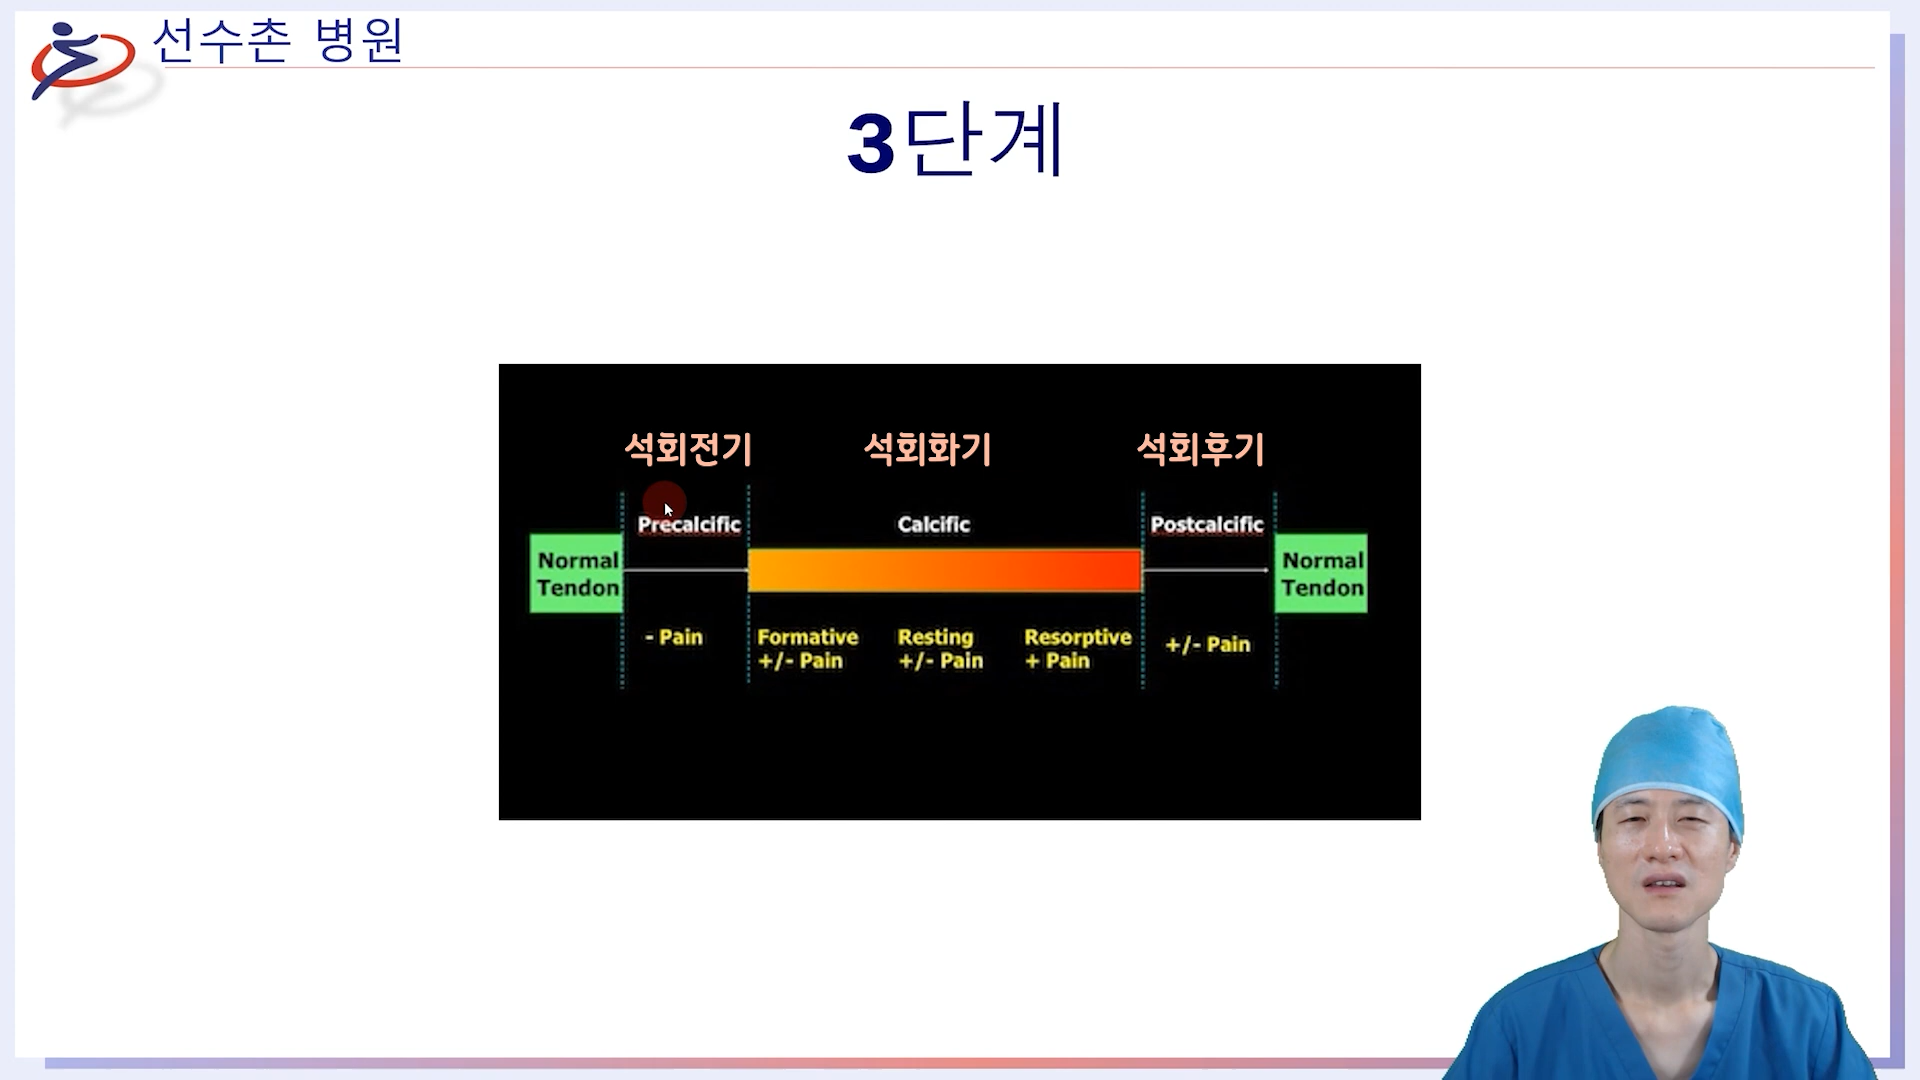 선수촌 병원
3단계
석회전기
석회화기
석회후기
Precalcific
Calcific
Postcalcific
Normal
Tendon
Normal
Tendon
- Pain
Formative
+/- Pain
Resting
+/- Pain
Resorptive
+ Pain
+/- Pain